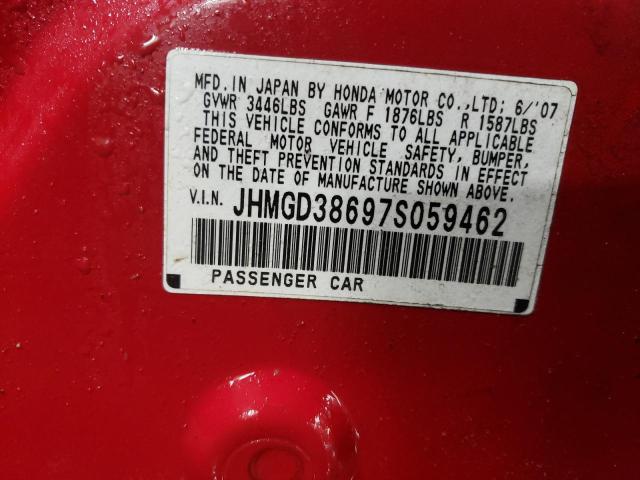 MFD. IN JAPAN BY HONDA MOTOR CO.,LTD; 6/'07
GVWR 3446LBS GAWR F 1876LBS R 1587LBS
THIS VEHICLE CONFORMS TO ALL APPLICABLE
FEDERAL MOTOR VEHICLE SAFETY, BUMPER,
AND THEFT PREVENTION STANDARDS IN EFFECT
ON THE DATE OF MANUFACTURE SHOWN ABOVE.
V.I.N. JHMGD38697S059462
PASSENGER CAR